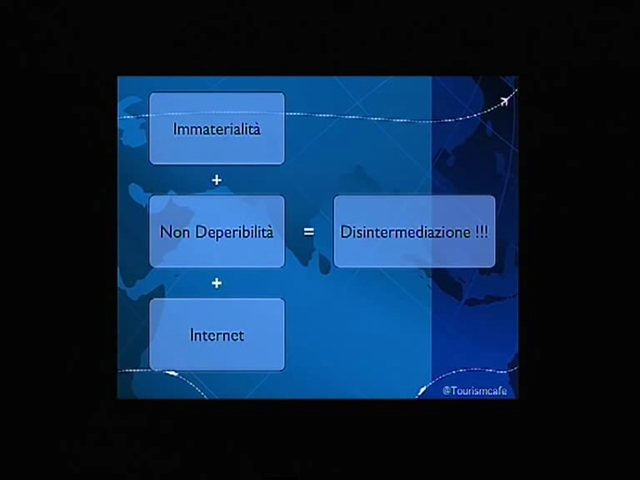 Immaterialità
+
Non Deperibilità = Disintermediazione !!!
+
Internet
@Tourismcafe